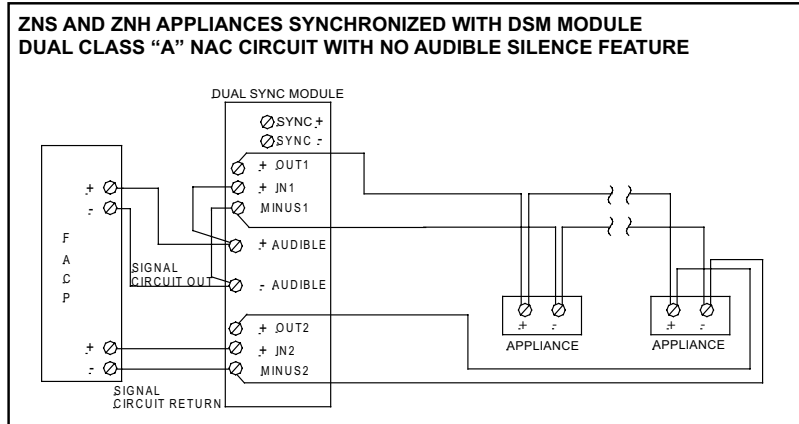 ZNS AND ZNH APPLIANCES SYNCHRONIZED WITH DSM MODULE
DUAL CLASS “A” NAC CIRCUIT WITH NO AUDIBLE SILENCE FEATURE
DUAL SYNC MODULE
SYNC +
SYNC -
+ OUT1
+ IN1
MINUS1
+ AUDIBLE
- AUDIBLE
+ OUT2
+ IN2
MINUS2
+
-
F
A
C
P
+
-
SIGNAL
CIRCUIT OUT
SIGNAL
CIRCUIT RETURN
+ -
APPLIANCE
+ -
APPLIANCE